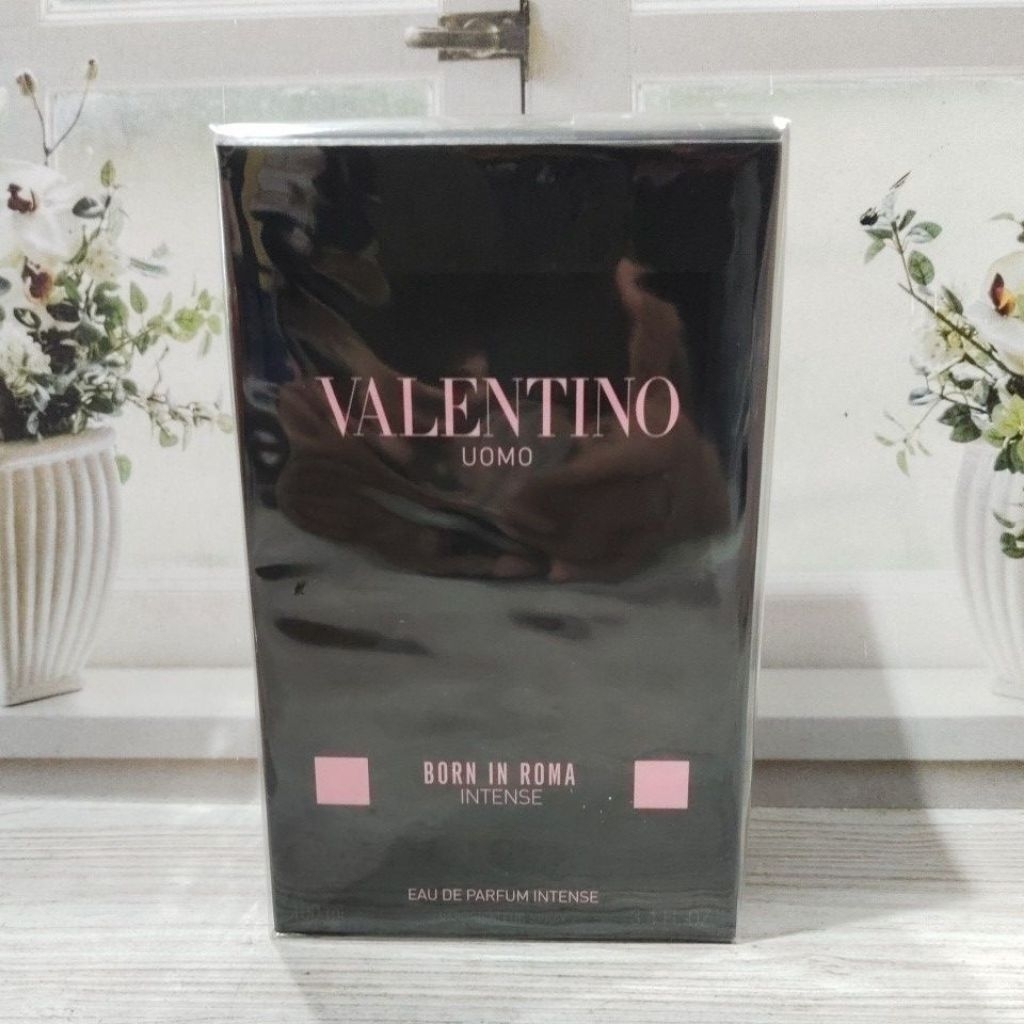 VALENTINO
UOMO
BORN IN ROMA
INTENSE
EAU DE PARFUM INTENSE